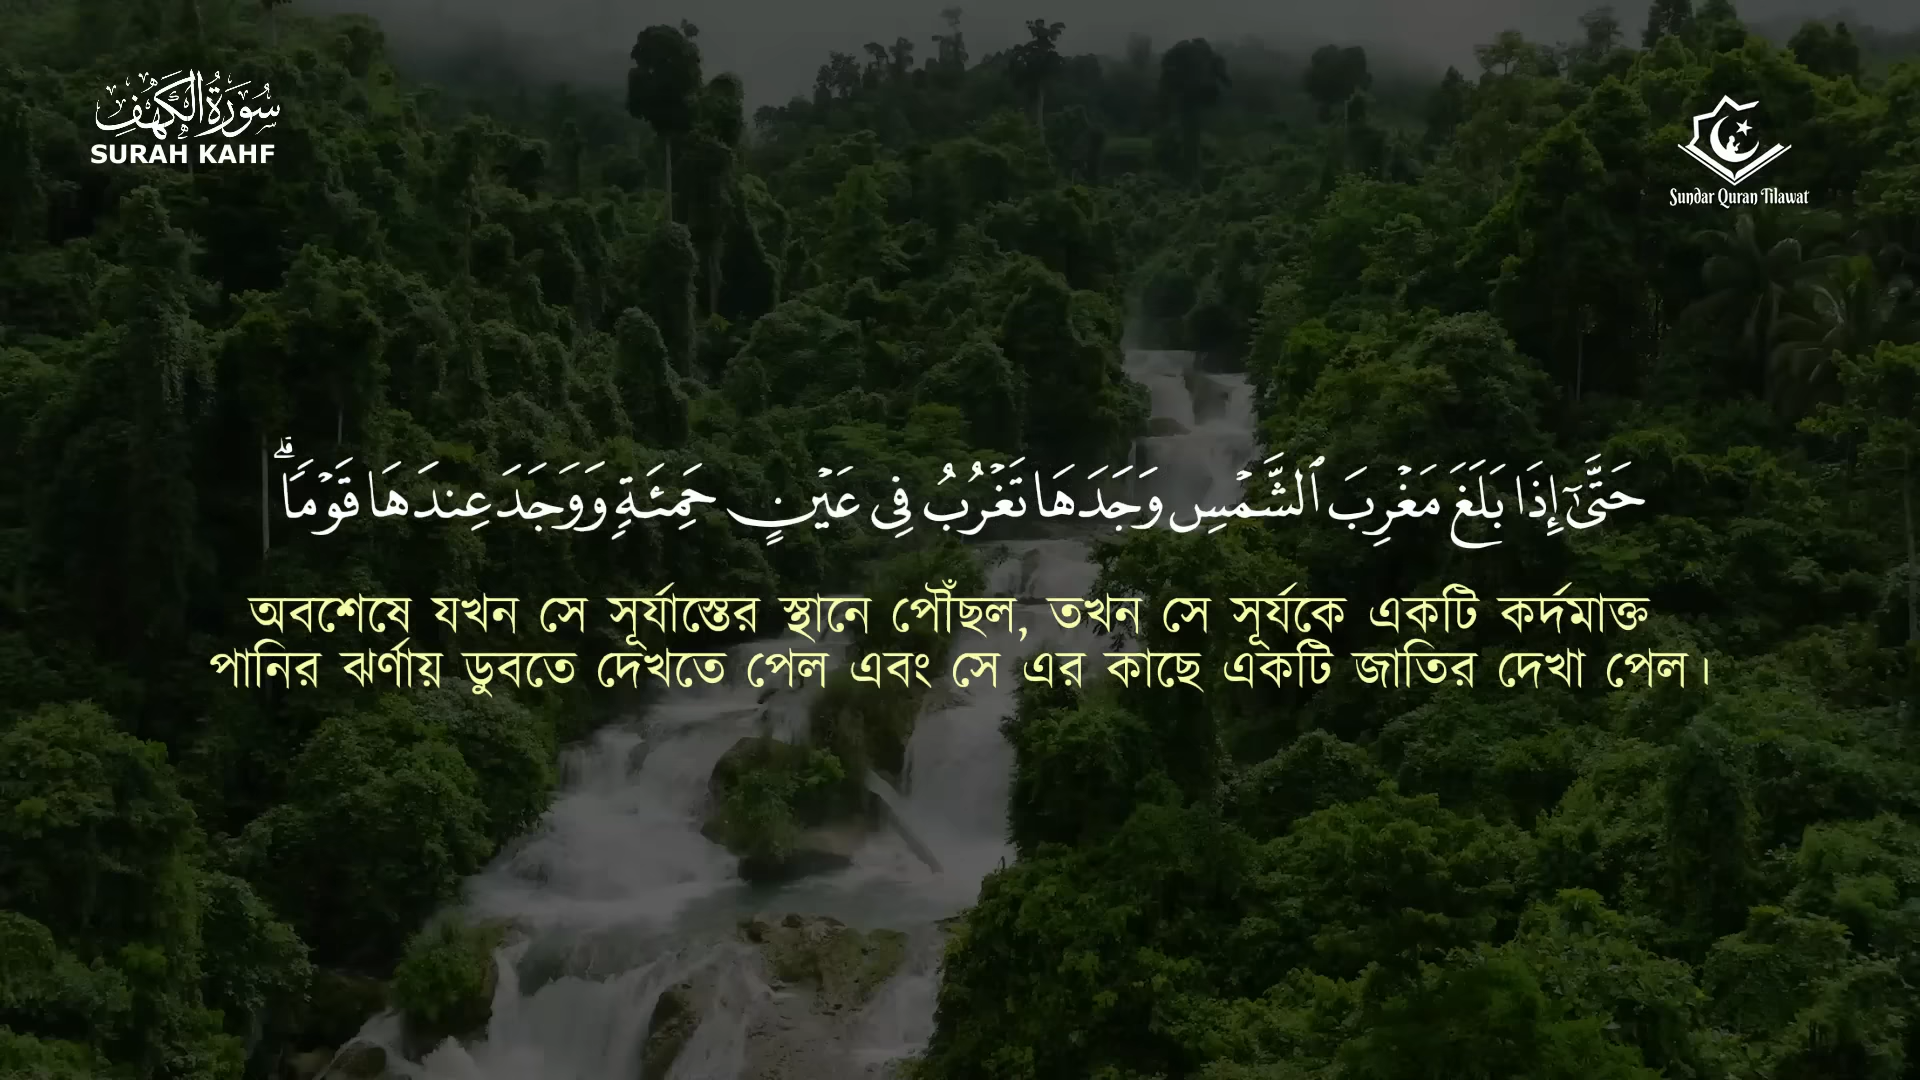 سُورَةُ الْكَهْفِ
SURAH KAHF
Sundar Quran Tilawat
حَتَّىٰٓ إِذَا بَلَغَ مَغْرِبَ ٱلشَّمْسِ وَجَدَهَا تَغْرُبُ فِى عَيْنٍ حَمِئَةٍ وَوَجَدَ عِندَهَا قَوْمًا ۗ
অবশেষে যখন সে সূর্যাস্তের স্থানে পৌঁছল, তখন সে সূর্যকে একটি কর্দমাক্ত
পানির ঝর্ণায় ডুবতে দেখতে পেল এবং সে এর কাছে একটি জাতির দেখা পেল।